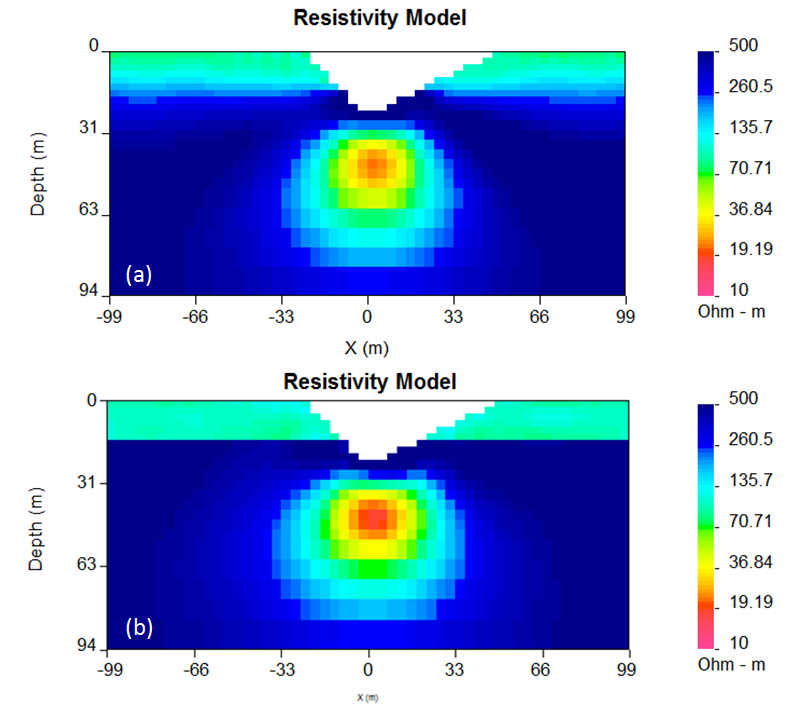 Resistivity Model
0
31
63
94
Depth (m)
(a)
-99 -66 -33 0 33 66 99
X (m)
500
260.5
135.7
70.71
36.84
19.19
10
Ohm - m
Resistivity Model
0
31
63
94
Depth (m)
(b)
-99 -66 -33 0 33 66 99
X (m)
500
260.5
135.7
70.71
36.84
19.19
10
Ohm - m